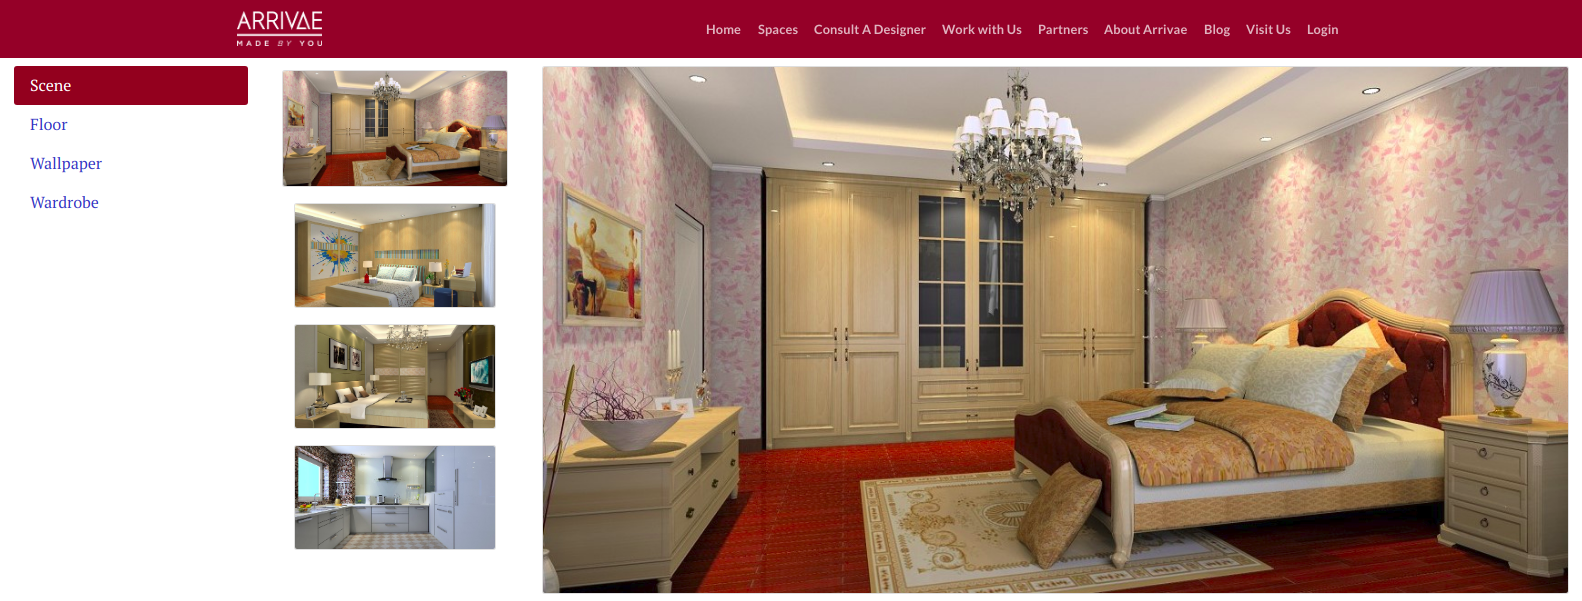 ARRIVAE
MADE BY YOU
Home Spaces Consult A Designer Work with Us Partners About Arrivae Blog Visit Us Login
Scene
Floor
Wallpaper
Wardrobe